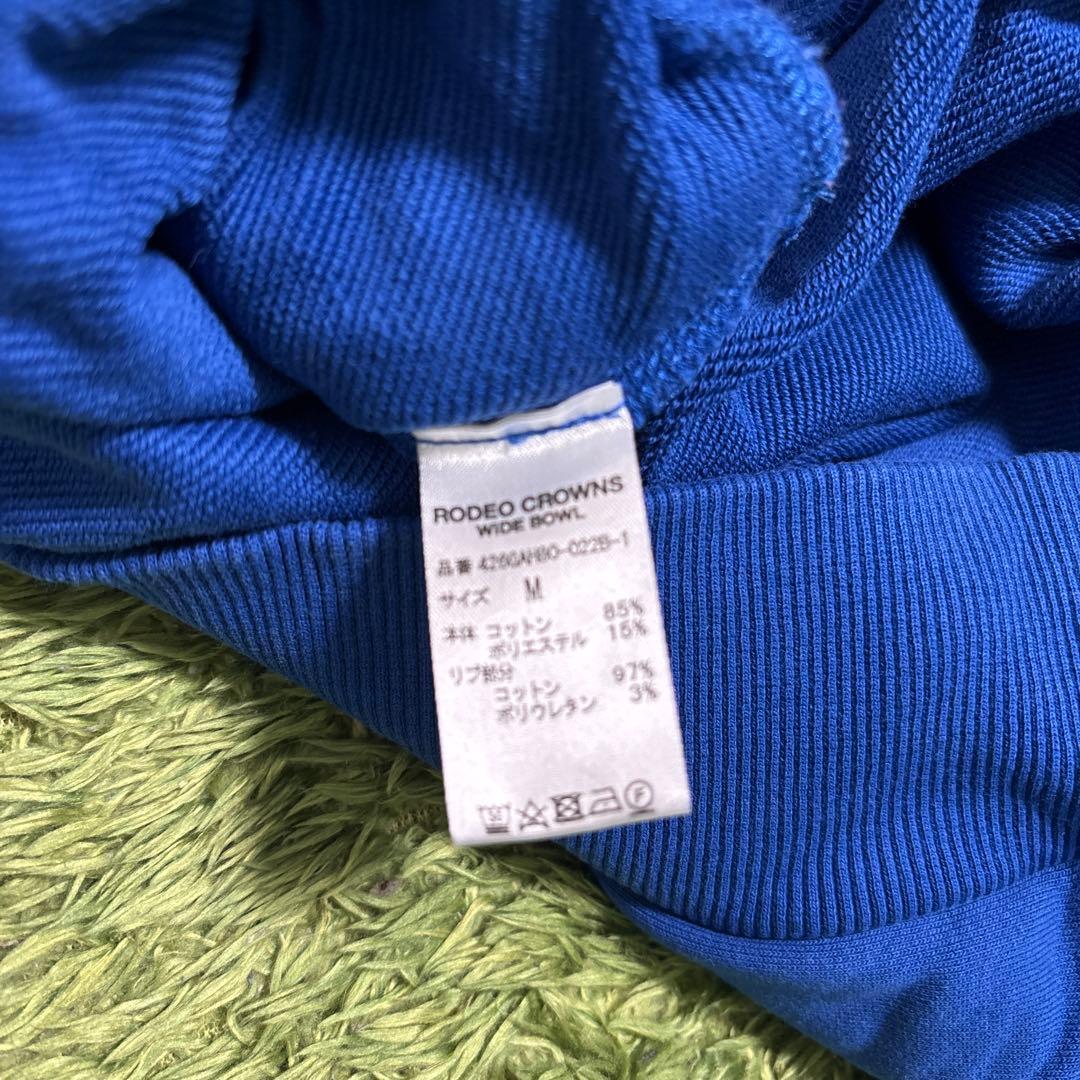 RODEO CROWNS
WIDE BOWL
品番 420GAH90-022B-1
サイズ M
本体 コットン 85%
ポリエステル 15%
リブ部分
コットン 97%
ポリウレタン 3%